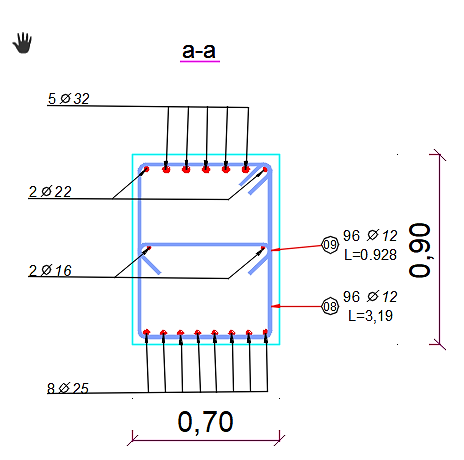 a-a
5 Ø 32
2 Ø 22
09 96 Ø 12
L=0.928
0,90
2 Ø 16
08 96 Ø 12
L=3,19
8 Ø 25
0,70